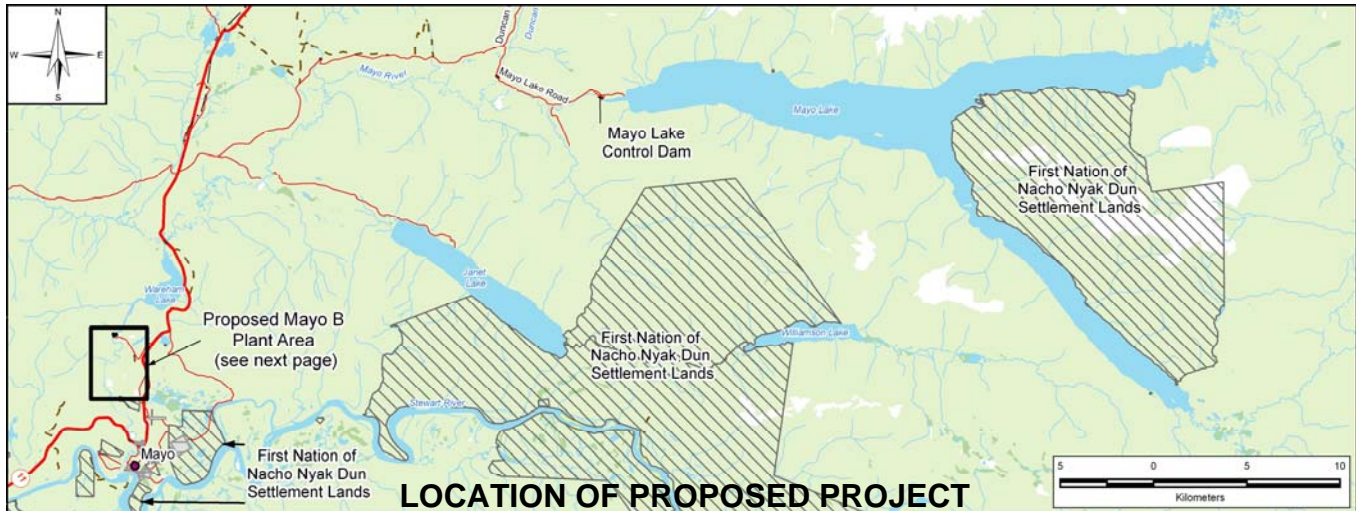 N
W E
S
Mayo River
Duncan
Duncan
Mayo Lake Road
Mayo Lake
Control Dam
Mayo Lake
First Nation of
Nacho Nyak Dun
Settlement Lands
Janet
Lake
Wareham
Lake
Proposed Mayo B
Plant Area
(see next page)
First Nation of
Nacho Nyak Dun
Settlement Lands
Williamson Lake
Stewart River
Mayo
First Nation of
Nacho Nyak Dun
Settlement Lands
11
LOCATION OF PROPOSED PROJECT
5 0 5 10
Kilometers